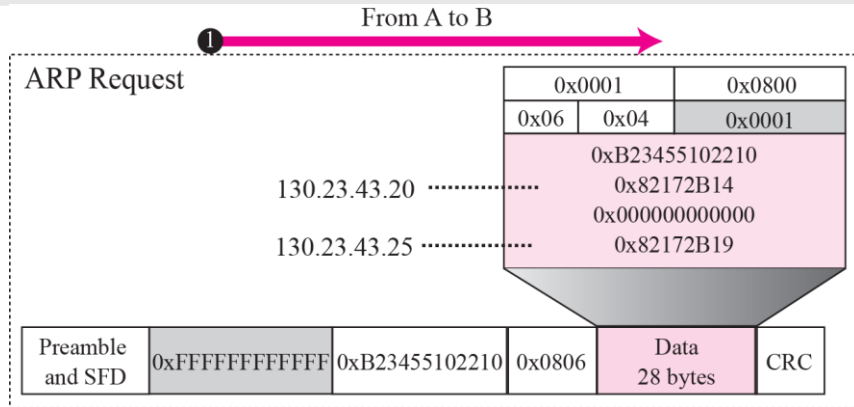 From A to B
1
ARP Request
0x0001 0x0800
0x06 0x04 0x0001
0xB23455102210
130.23.43.20 0x82172B14
0x000000000000
130.23.43.25 0x82172B19
Preamble and SFD 0xFFFFFFFFFFFF 0xB23455102210 0x0806 Data 28 bytes CRC